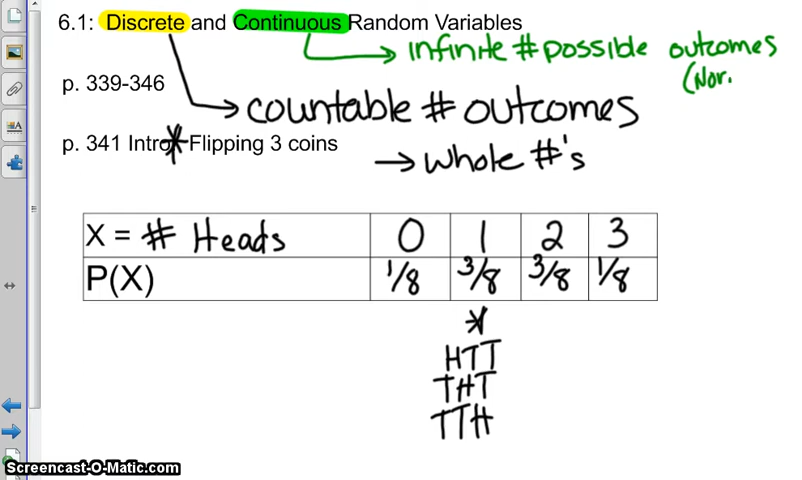 6.1: Discrete and Continuous Random Variables
infinite # possible outcomes
(Nor.
p. 339-346
countable # outcomes
p. 341 Intro Flipping 3 coins
whole #'s
X = # Heads 0 1 2 3
P(X) 1/8 3/8 3/8 1/8
HTT
THT
TTH
Screencast-O-Matic.com